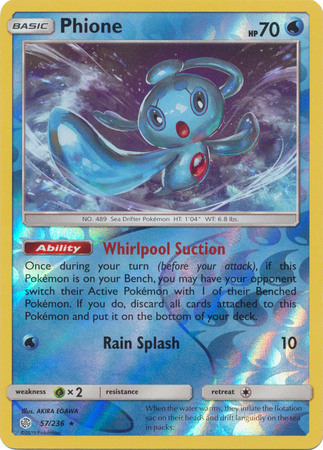 BASIC Phione HP 70
NO. 489 Sea Drifter Pokémon HT: 1'04" WT: 6.8 lbs.
Ability Whirlpool Suction
Once during your turn (before your attack), if this
Pokémon is on your Bench, you may have your opponent
switch their Active Pokémon with 1 of their Benched
Pokémon. If you do, discard all cards attached to this
Pokémon and put it on the bottom of your deck.
Rain Splash 10
weakness × 2 resistance retreat
Illus. AKIRA EGAWA
57/236 ★
©2019 Pokémon
When the water warms, they inflate the flotation
sac on their heads and drift languidly on the sea
in packs.